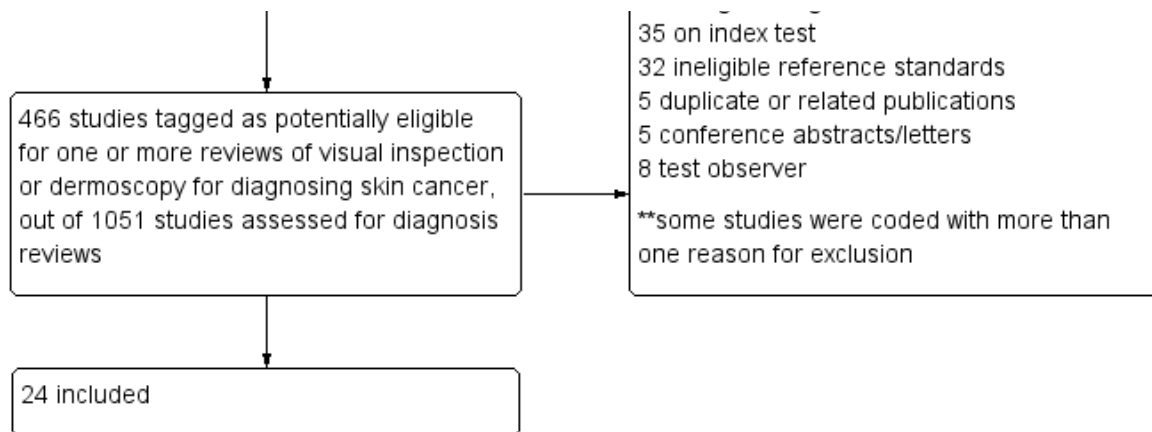 466 studies tagged as potentially eligible
for one or more reviews of visual inspection
or dermoscopy for diagnosing skin cancer,
out of 1051 studies assessed for diagnosis
reviews
24 included
35 on index test
32 ineligible reference standards
5 duplicate or related publications
5 conference abstracts/letters
8 test observer
**some studies were coded with more than
one reason for exclusion